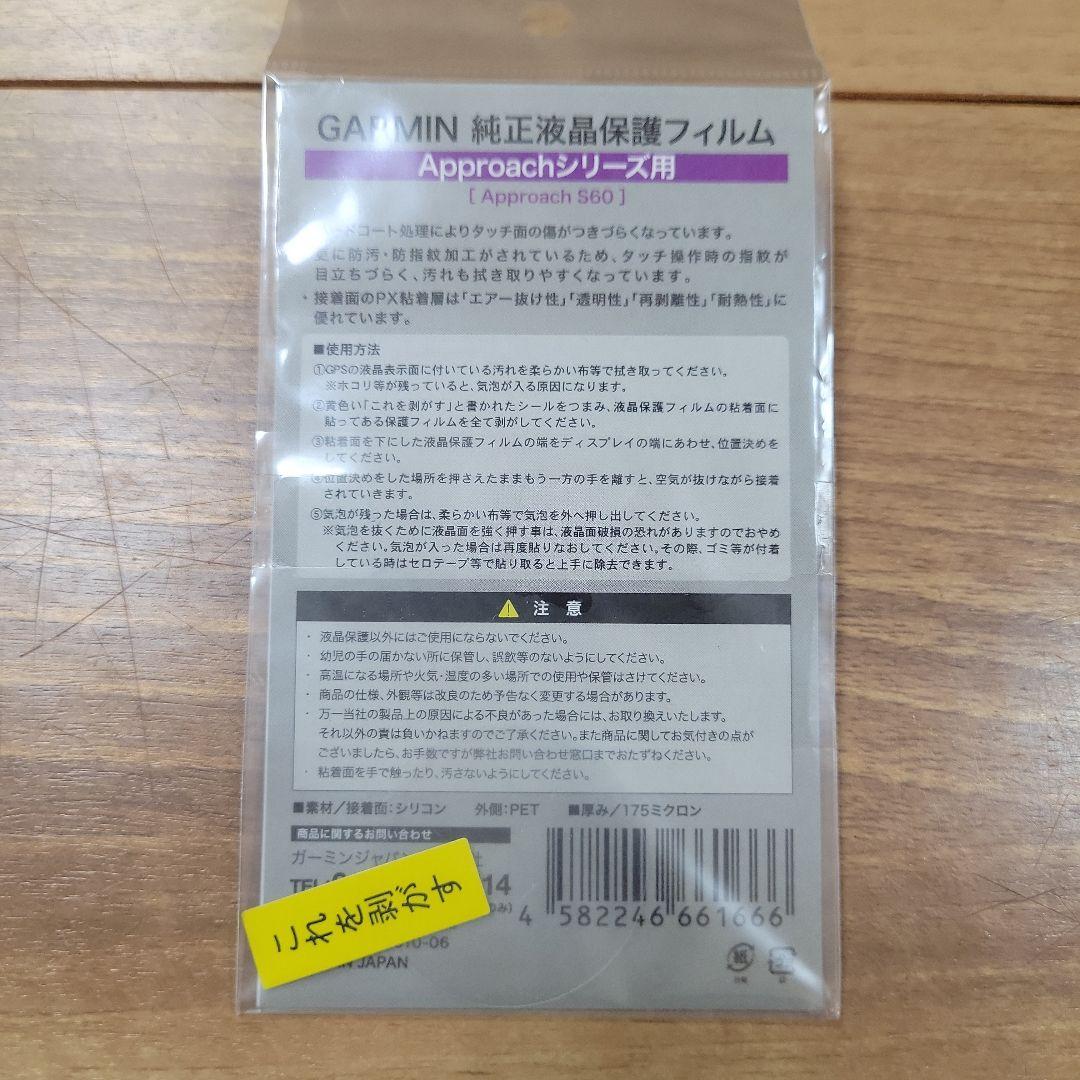 GARMIN 純正液晶保護フィルム
Approachシリーズ用
[ Approach S60 ]
ードコート処理によりタッチ面の傷がつきづらくなっています。
更に防汚・防指紋加工がされているため、タッチ操作時の指紋が
目立ちづらく、汚れも拭き取りやすくなっています。
・接着面のPX粘着層は「エアー抜け性」「透明性」「再剥離性」「耐熱性」に
優れています。
■使用方法
①GPSの液晶表示面に付いている汚れを柔らかい布等で拭き取ってください。
※ホコリ等が残っていると、気泡が入る原因になります。
②黄色い「これを剥がす」と書かれたシールをつまみ、液晶保護フィルムの粘着面に
貼ってある保護フィルムを全て剥がしてください。
③粘着面を下にした液晶保護フィルムの端をディスプレイの端にあわせ、位置決めを
してください。
④位置決めをした場所を押さえたままもう一方の手を離すと、空気が抜けながら接着
されていきます。
⑤気泡が残った場合は、柔らかい布等で気泡を外へ押し出してください。
※気泡を抜くために液晶面を強く押す事は、液晶面破損の恐れがありますのでおやめ
ください。気泡が入った場合は再度貼りなおしてください。その際、ゴミ等が付着
している時はセロテープ等で貼り取ると上手に除去できます。
注 意
・ 液晶保護以外にはご使用にならないでください。
・ 幼児の手の届かない所に保管し、誤飲等のないようにしてください。
・ 高温になる場所や火気・湿度の多い場所での使用や保管はさけてください。
・ 商品の仕様、外観等は改良のため予告なく変更する場合があります。
・ 万一当社の製品上の原因による不良があった場合には、お取り換えいたします。
それ以外の責は負いかねますのでご了承ください。また商品に関してお気付きの点が
ございましたら、お手数ですが弊社お問い合わせ窓口までおたずねください。
・ 粘着面を手で触ったり、汚さないようにしてください。
■素材/接着面:シリコン 外側:PET ■厚み/175ミクロン
商品に関するお問い合わせ
ガーミンジャパン 社
TEL 14
のみ)
これを剥がす
10-06
IN JAPAN
4 582246 661666
紙